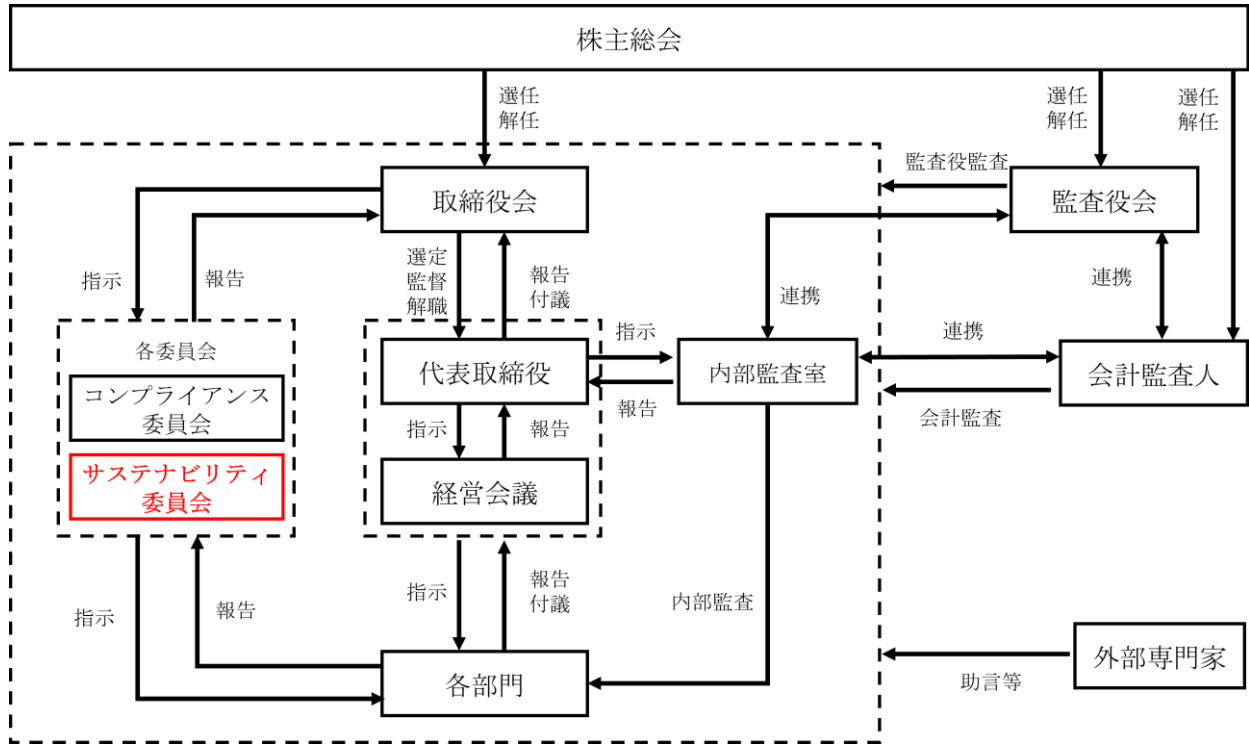 株主総会
選任
解任
選任
解任
選任
解任
取締役会
監査役監査
監査役会
指示
報告
選定
監督
解職
報告
付議
連携
連携
各委員会
コンプライアンス
委員会
サステナビリティ
委員会
代表取締役
指示
報告
内部監査室
連携
会計監査人
会計監査
指示
報告
経営会議
指示
報告
指示
報告
付議
内部監査
各部門
外部専門家
助言等